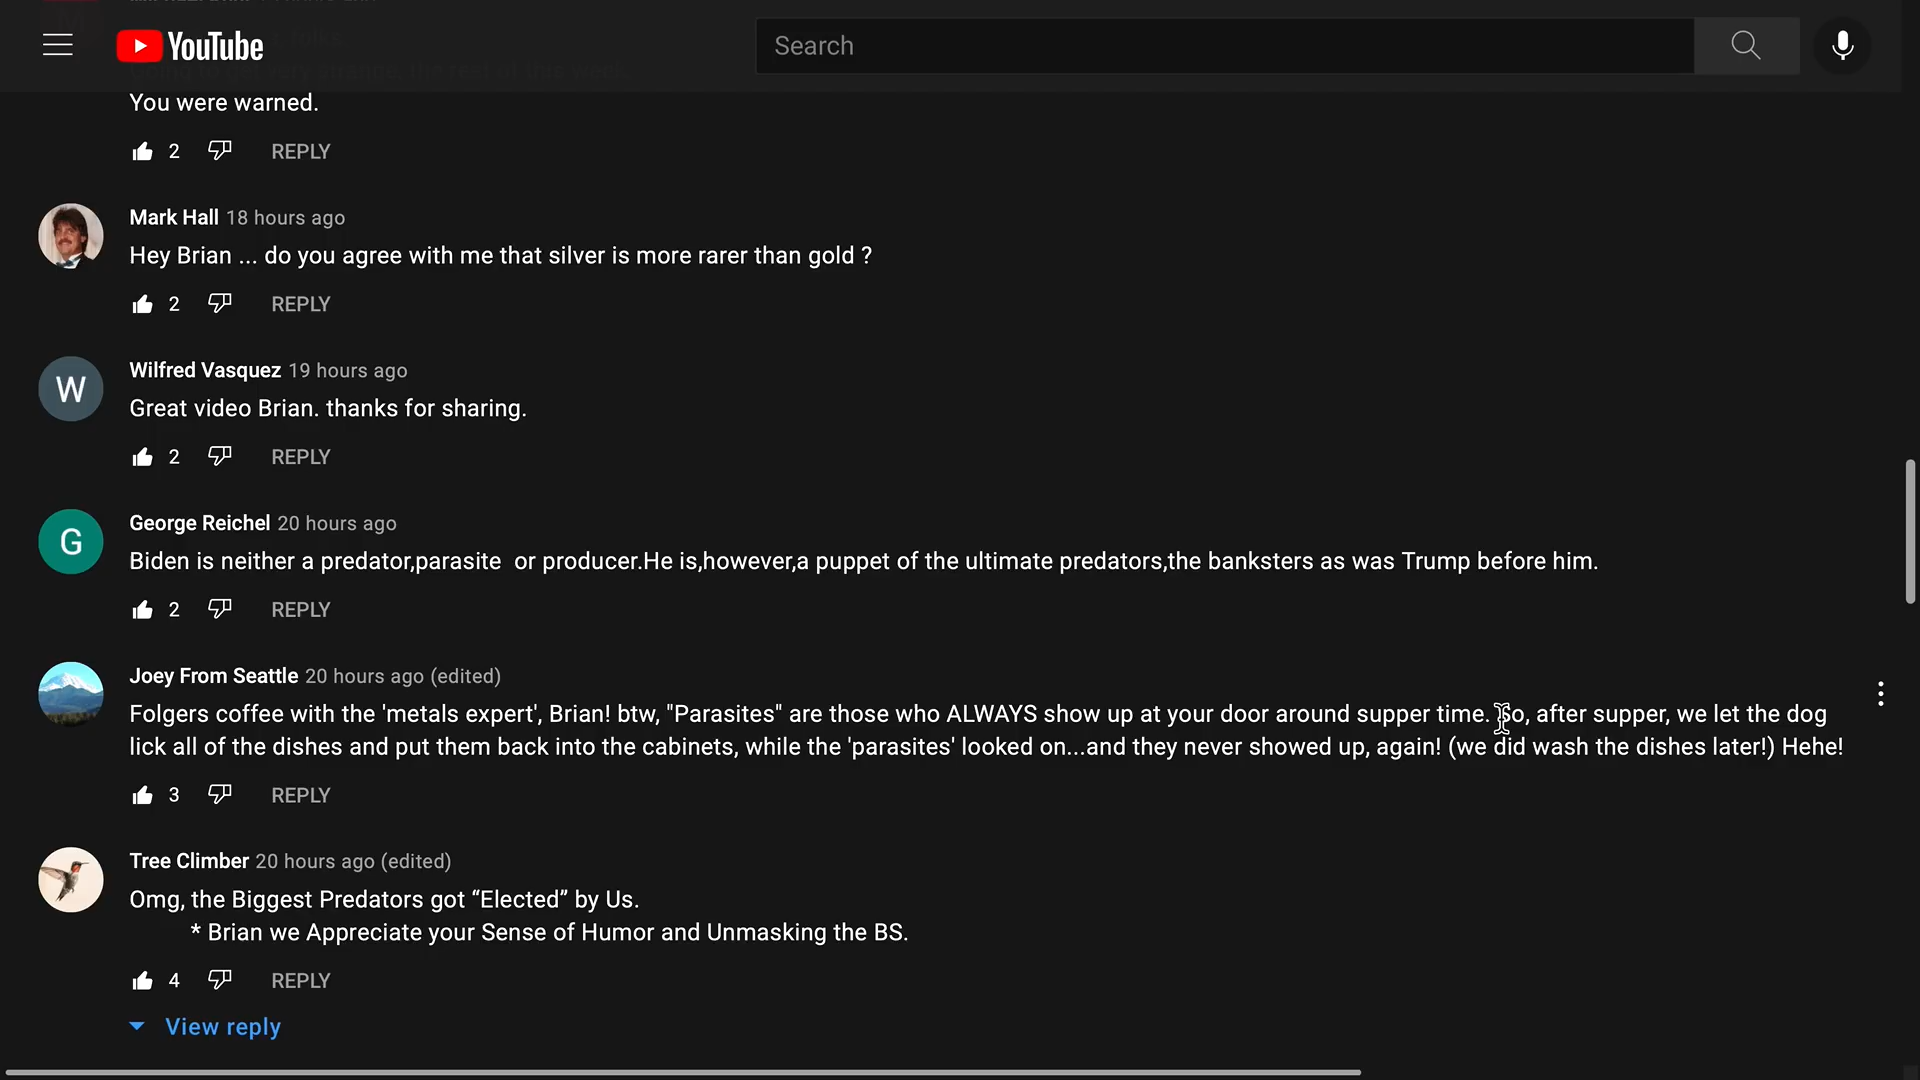 YouTube
Search
You were warned.
2 REPLY
Mark Hall 18 hours ago
Hey Brian ... do you agree with me that silver is more rarer than gold ?
2 REPLY
W
Wilfred Vasquez 19 hours ago
Great video Brian. thanks for sharing.
2 REPLY
G
George Reichel 20 hours ago
Biden is neither a predator,parasite  or producer.He is,however,a puppet of the ultimate predators,the banksters as was Trump before him.
2 REPLY
Joey From Seattle 20 hours ago (edited)
Folgers coffee with the 'metals expert', Brian! btw, "Parasites" are those who ALWAYS show up at your door around supper time. So, after supper, we let the dog
lick all of the dishes and put them back into the cabinets, while the 'parasites' looked on...and they never showed up, again! (we did wash the dishes later!) Hehe!
3 REPLY
Tree Climber 20 hours ago (edited)
Omg, the Biggest Predators got “Elected” by Us.
* Brian we Appreciate your Sense of Humor and Unmasking the BS.
4 REPLY
View reply